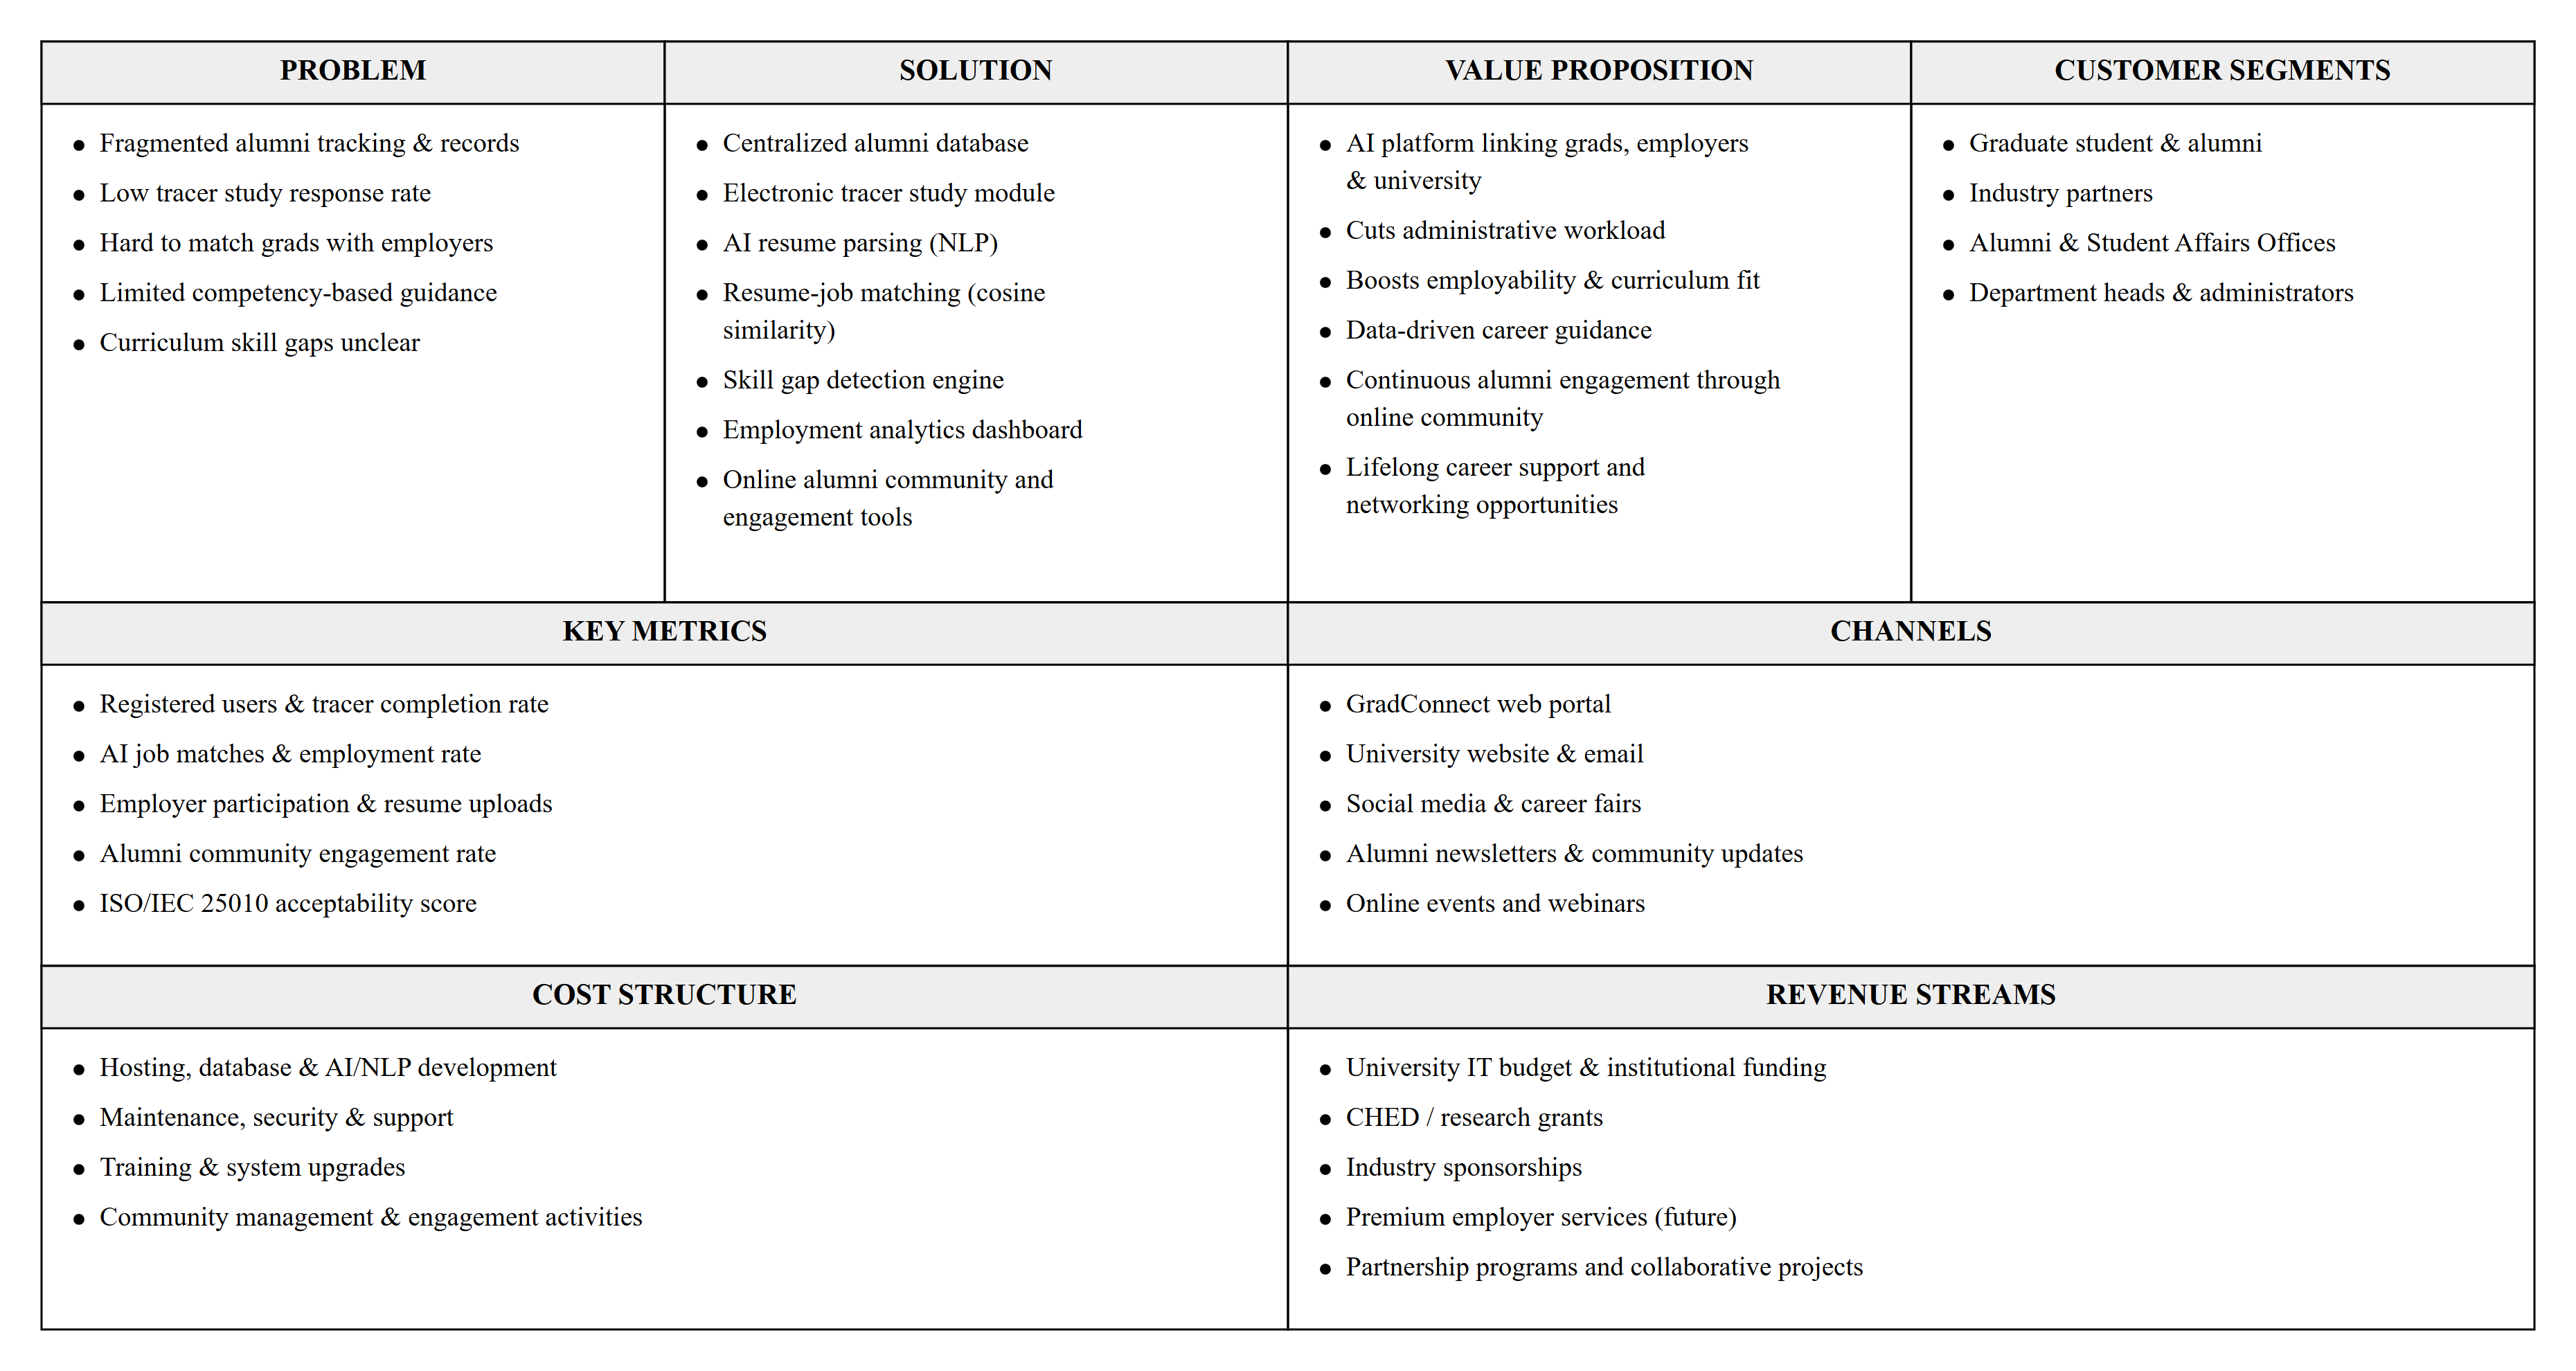 PROBLEM
Fragmented alumni tracking & records
Low tracer study response rate
Hard to match grads with employers
Limited competency-based guidance
Curriculum skill gaps unclear
SOLUTION
Centralized alumni database
Electronic tracer study module
AI resume parsing (NLP)
Resume-job matching (cosine
similarity)
Skill gap detection engine
Employment analytics dashboard
Online alumni community and
engagement tools
VALUE PROPOSITION
AI platform linking grads, employers
& university
Cuts administrative workload
Boosts employability & curriculum fit
Data-driven career guidance
Continuous alumni engagement through
online community
Lifelong career support and
networking opportunities
CUSTOMER SEGMENTS
Graduate student & alumni
Industry partners
Alumni & Student Affairs Offices
Department heads & administrators
KEY METRICS
Registered users & tracer completion rate
AI job matches & employment rate
Employer participation & resume uploads
Alumni community engagement rate
ISO/IEC 25010 acceptability score
CHANNELS
GradConnect web portal
University website & email
Social media & career fairs
Alumni newsletters & community updates
Online events and webinars
COST STRUCTURE
Hosting, database & AI/NLP development
Maintenance, security & support
Training & system upgrades
Community management & engagement activities
REVENUE STREAMS
University IT budget & institutional funding
CHED / research grants
Industry sponsorships
Premium employer services (future)
Partnership programs and collaborative projects